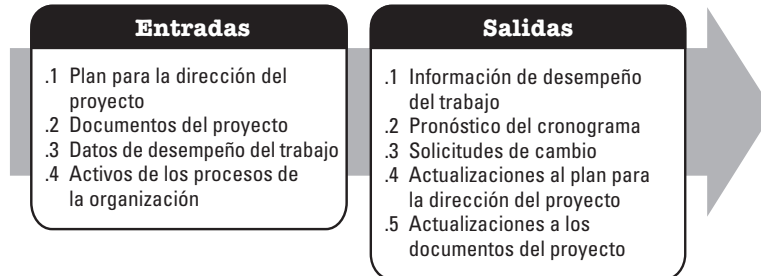 Entradas
.1 Plan para la dirección del
proyecto
.2 Documentos del proyecto
.3 Datos de desempeño del trabajo
.4 Activos de los procesos de
la organización
Salidas
.1 Información de desempeño
del trabajo
.2 Pronóstico del cronograma
.3 Solicitudes de cambio
.4 Actualizaciones al plan para
la dirección del proyecto
.5 Actualizaciones a los
documentos del proyecto